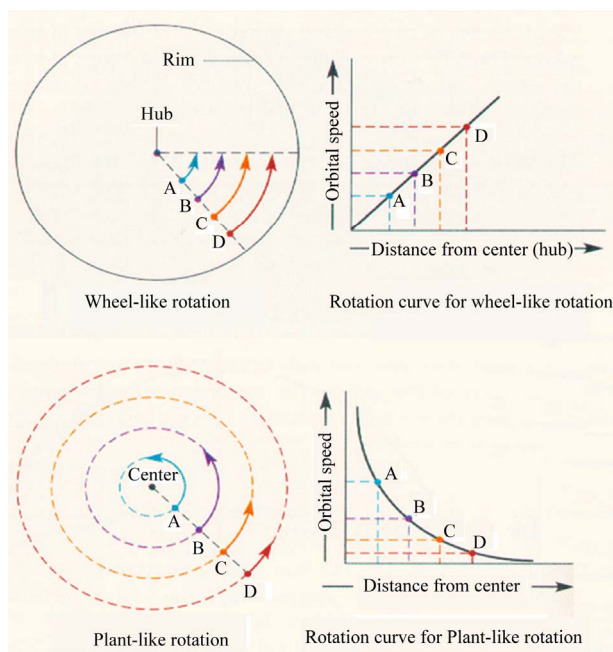 Rim
Hub
A
B
C
D
Wheel-like rotation
Orbital speed
D
C
B
A
Distance from center (hub)
Rotation curve for wheel-like rotation
Center
A
B
C
D
Plant-like rotation
Orbital speed
A
B
C
D
Distance from center
Rotation curve for Plant-like rotation